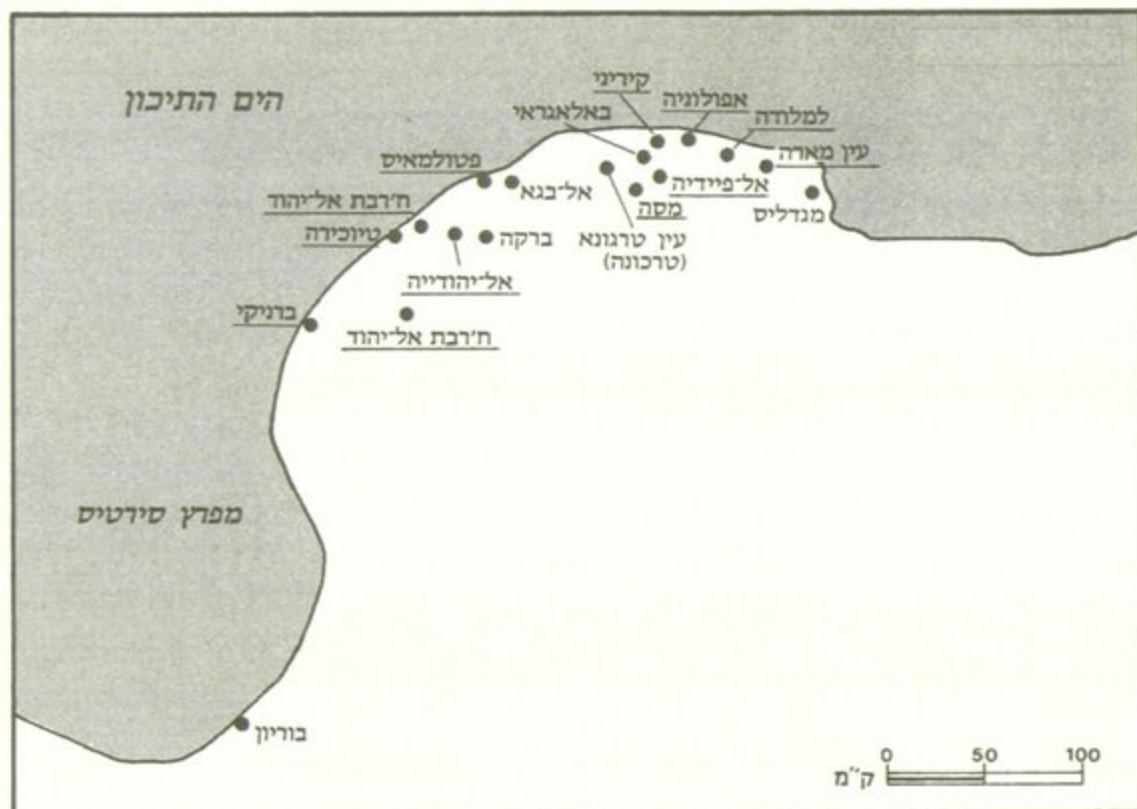 הים התיכון
קיריני
אפולוניה
באלאגראי
למלודה
עין מארה
פטולמאיס
אל-בגא
אל-פיידיה
מסה
מגדליס
ח׳רבת אל-יהוד
טיוכירה
ברקה
עין טרגונא
(טרכונה)
אל-יהודייה
ברניקי
ח׳רבת אל-יהוד
מפרץ סירטיס
בוריון
0 50 100
ק״מ